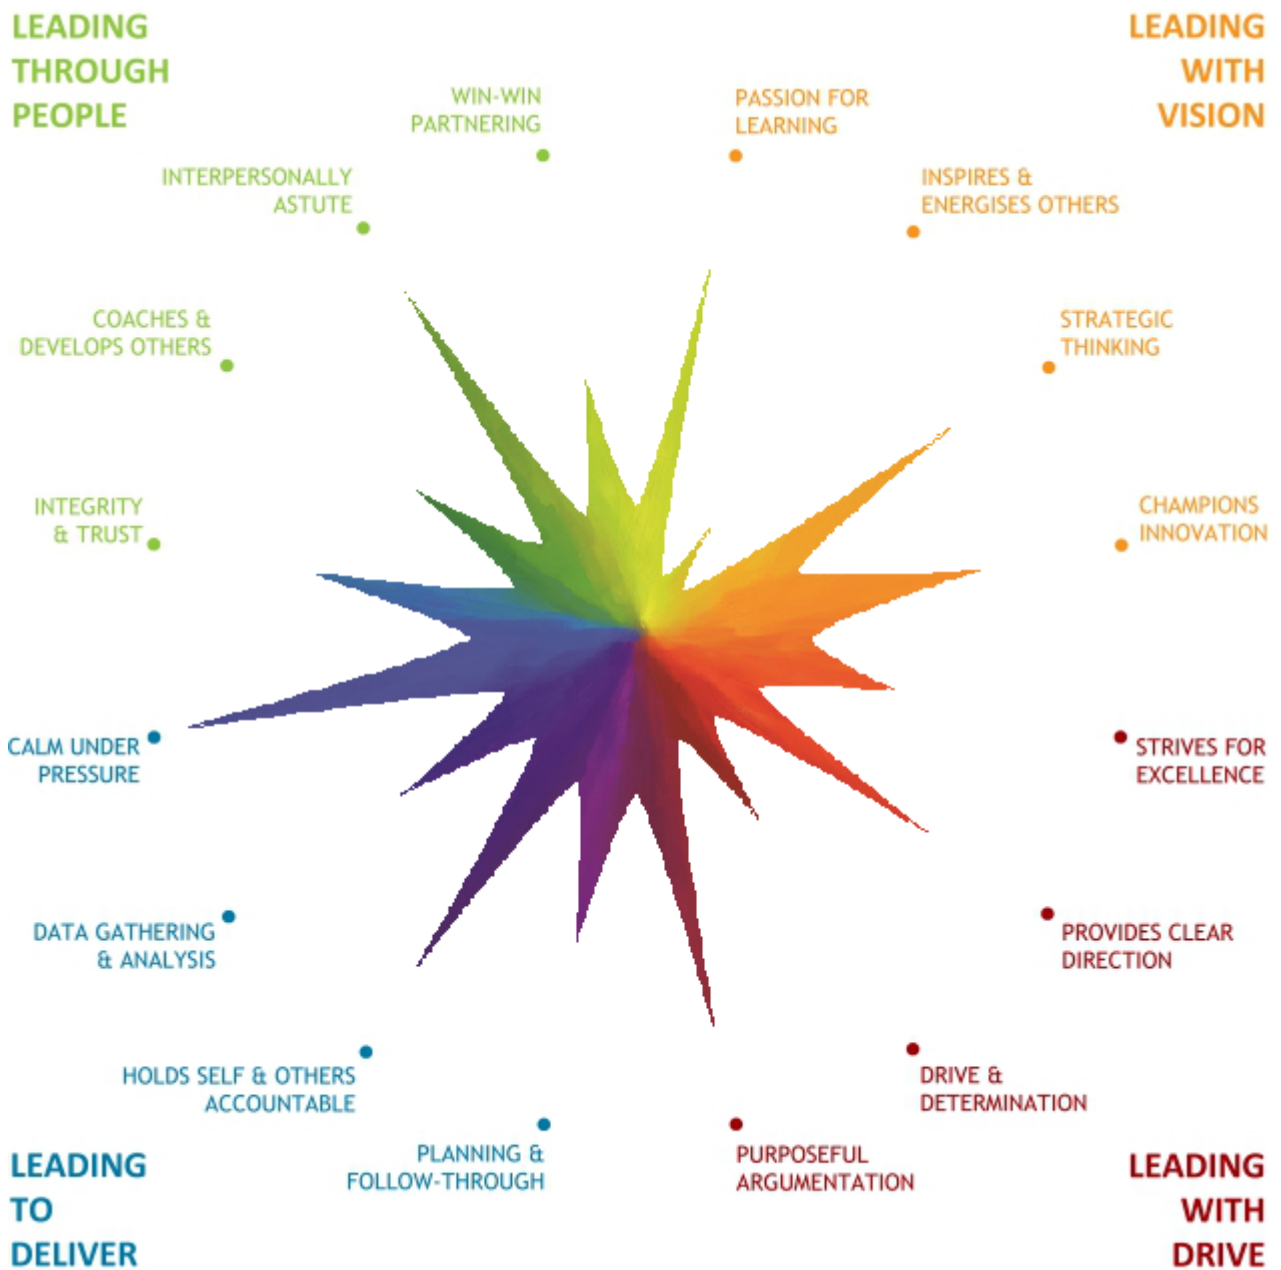 LEADING
THROUGH
PEOPLE
LEADING
WITH
VISION
WIN-WIN
PARTNERING
PASSION FOR
LEARNING
INTERPERSONALLY
ASTUTE
INSPIRES &
ENERGISES OTHERS
COACHES &
DEVELOPS OTHERS
STRATEGIC
THINKING
INTEGRITY
& TRUST
CHAMPIONS
INNOVATION
CALM UNDER
PRESSURE
STRIVES FOR
EXCELLENCE
DATA GATHERING
& ANALYSIS
PROVIDES CLEAR
DIRECTION
HOLDS SELF & OTHERS
ACCOUNTABLE
DRIVE &
DETERMINATION
PLANNING &
FOLLOW-THROUGH
PURPOSEFUL
ARGUMENTATION
LEADING
TO
DELIVER
LEADING
WITH
DRIVE